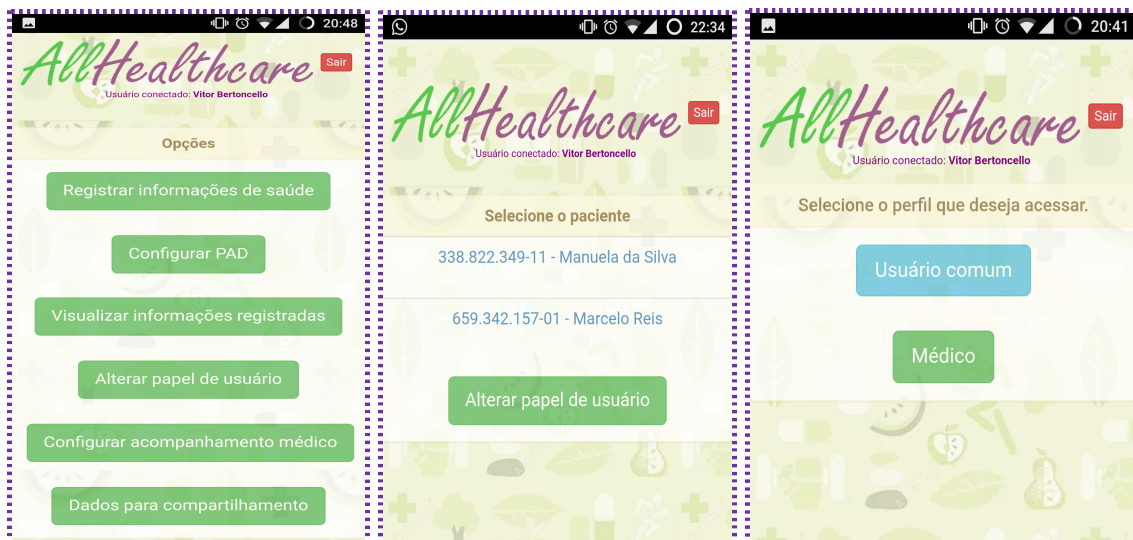 20:48
AllHealthcare
Sair
Usuário conectado: Vitor Bertoncello
Opções
Registrar informações de saúde
Configurar PAD
Visualizar informações registradas
Alterar papel de usuário
Configurar acompanhamento médico
Dados para compartilhamento
22:34
AllHealthcare
Sair
Usuário conectado: Vitor Bertoncello
Selecione o paciente
338.822.349-11 - Manuela da Silva
659.342.157-01 - Marcelo Reis
Alterar papel de usuário
20:41
AllHealthcare
Sair
Usuário conectado: Vitor Bertoncello
Selecione o perfil que deseja acessar.
Usuário comum
Médico